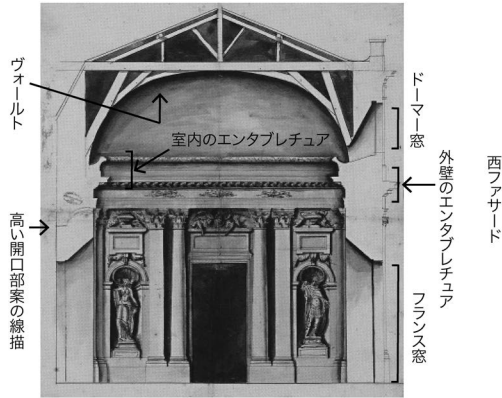 ヴォールト
高い開口部案の線描
室内のエンタブレチュア
ドーマー窓
外壁のエンタブレチュア
フランス窓
西ファサード